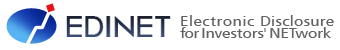 EDINET Electronic Disclosure
for Investors' NETwork